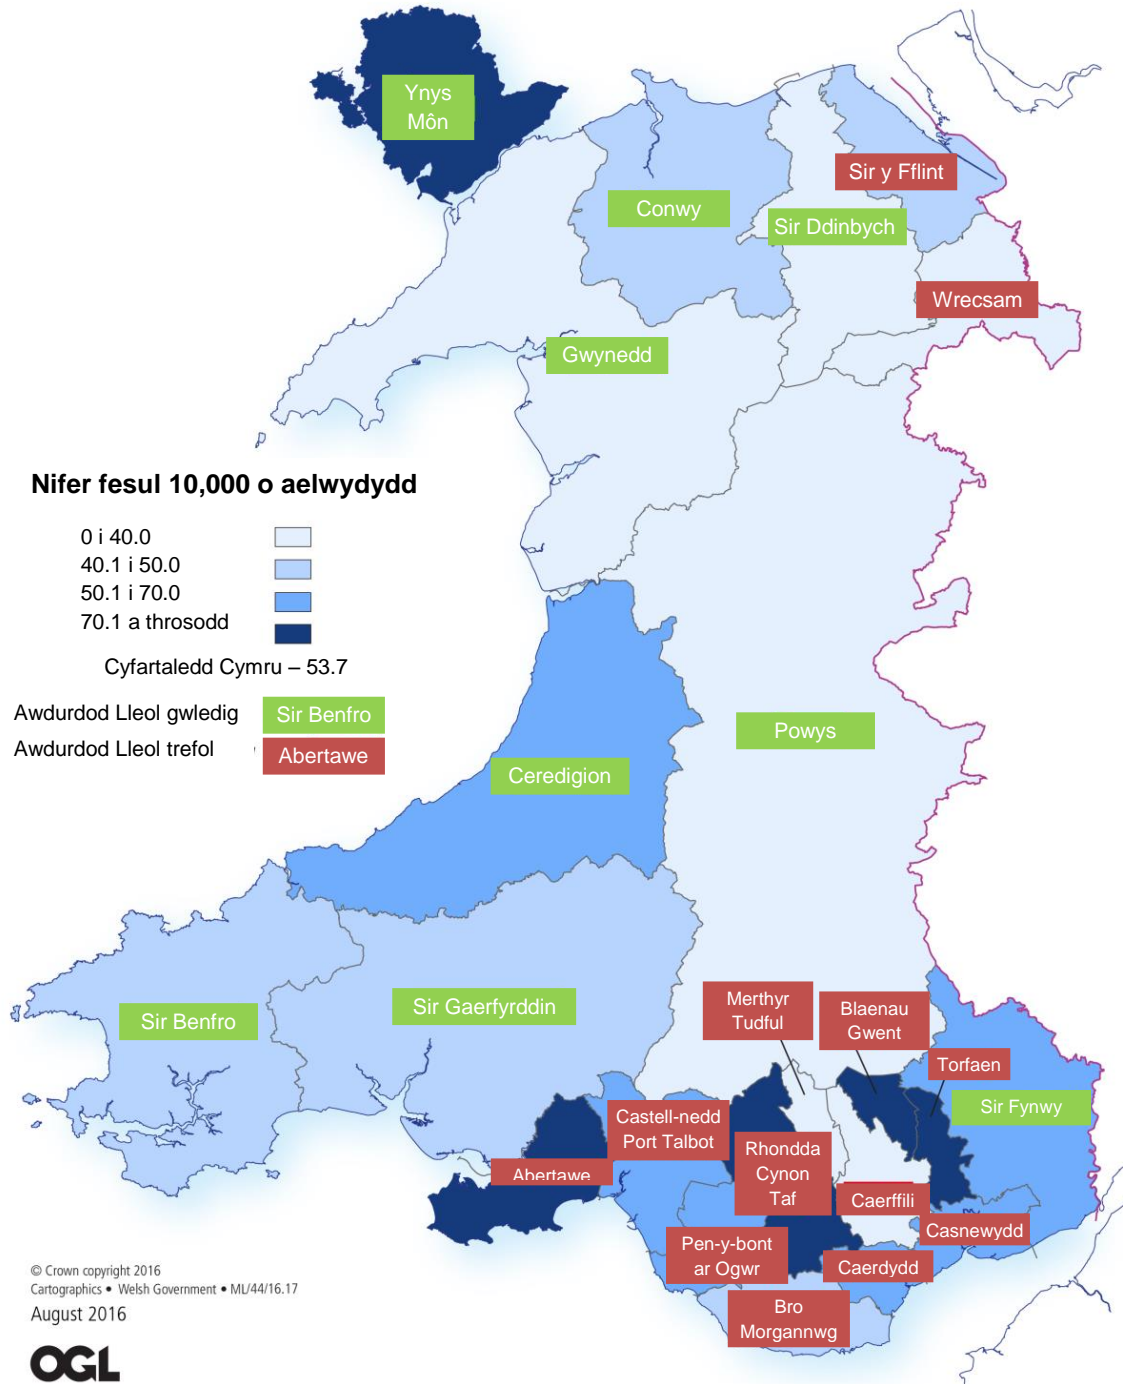 Ynys
Môn
Sir y Fflint
Conwy
Sir Ddinbych
Wrecsam
Gwynedd
Nifer fesul 10,000 o aelwydydd
0 i 40.0
40.1 i 50.0
50.1 i 70.0
70.1 a throsodd
Cyfartaledd Cymru – 53.7
Awdurdod Lleol gwledig
Sir Benfro
Awdurdod Lleol trefol
Abertawe
Powys
Ceredigion
Sir Gaerfyrddin
Sir Benfro
Merthyr
Tudful
Blaenau
Gwent
Torfaen
Sir Fynwy
Castell-nedd
Port Talbot
Rhondda
Cynon
Taf
Abertawe
Caerffili
Casnewydd
Pen-y-bont
ar Ogwr
Caerdydd
Bro
Morgannwg
© Crown copyright 2016
Cartographics • Welsh Government • ML/44/16.17
August 2016
OGL